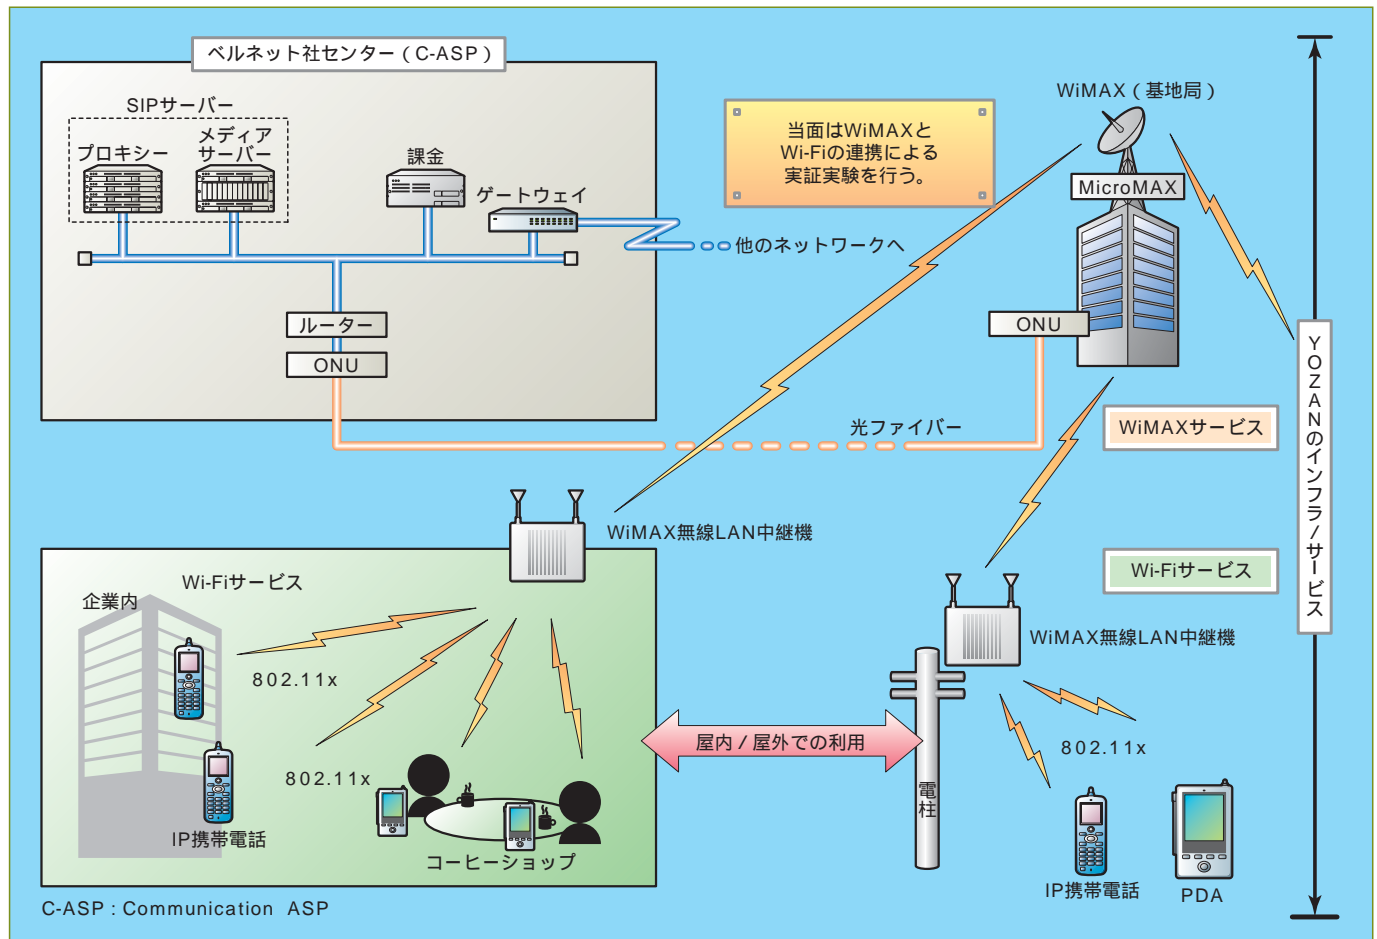 ベルネット社センター（C-ASP）
SIPサーバー
プロキシー
メディア
サーバー
課金
ゲートウェイ
他のネットワークへ
ルーター
ONU
当面はWiMAXと
Wi-Fiの連携による
実証実験を行う。
WiMAX（基地局）
MicroMAX
ONU
光ファイバー
WiMAXサービス
Wi-Fiサービス
YOZANのインフラ/サービス
WiMAX無線LAN中継機
Wi-Fiサービス
企業内
802.11x
802.11x
IP携帯電話
コーヒーショップ
屋内/屋外での利用
WiMAX無線LAN中継機
電柱
802.11x
IP携帯電話
PDA
C-ASP：Communication ASP